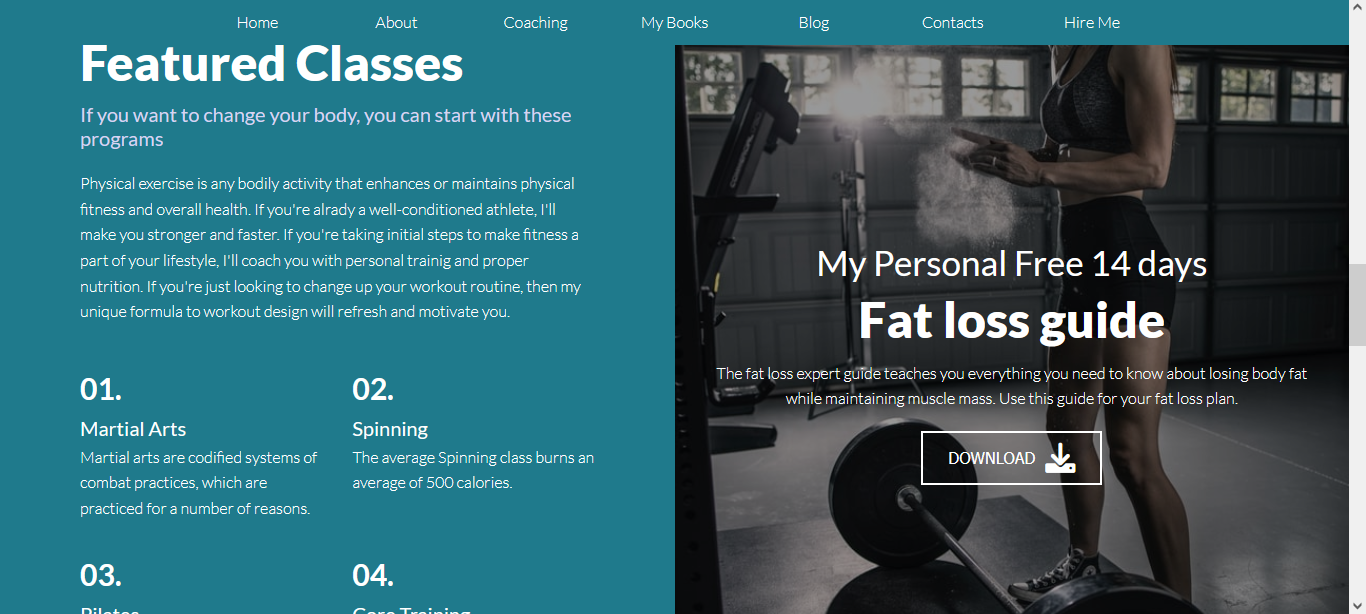 Home About Coaching My Books Blog Contacts Hire Me
Featured Classes
If you want to change your body, you can start with these
programs
Physical exercise is any bodily activity that enhances or maintains physical
fitness and overall health. If you're alrady a well-conditioned athlete, I'll
make you stronger and faster. If you're taking initial steps to make fitness a
part of your lifestyle, I'll coach you with personal trainig and proper
nutrition. If you're just looking to change up your workout routine, then my
unique formula to workout design will refresh and motivate you.
01.
Martial Arts
Martial arts are codified systems of
combat practices, which are
practiced for a number of reasons.
02.
Spinning
The average Spinning class burns an
average of 500 calories.
03.
Pilates
04.
Core Training
My Personal Free 14 days
Fat loss guide
The fat loss expert guide teaches you everything you need to know about losing body fat
while maintaining muscle mass. Use this guide for your fat loss plan.
DOWNLOAD